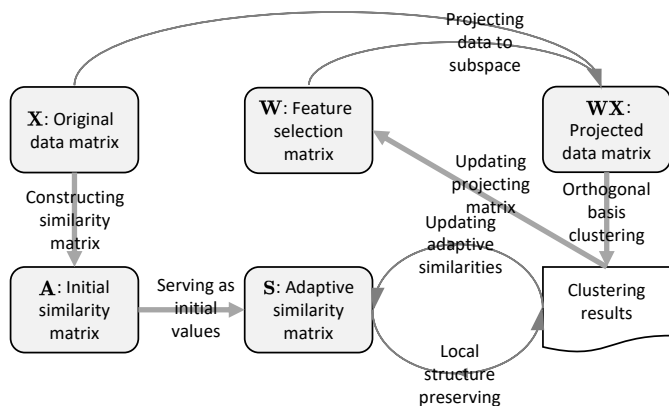 Projecting
data to
subspace
X: Original
data matrix
W: Feature
selection
matrix
WX:
Projected
data matrix
Constructing
similarity
matrix
Updating
projecting
matrix
Orthogonal
basis
clustering
Updating
adaptive
similarities
A: Initial
similarity
matrix
Serving as
initial
values
S: Adaptive
similarity
matrix
Clustering
results
Local
structure
preserving